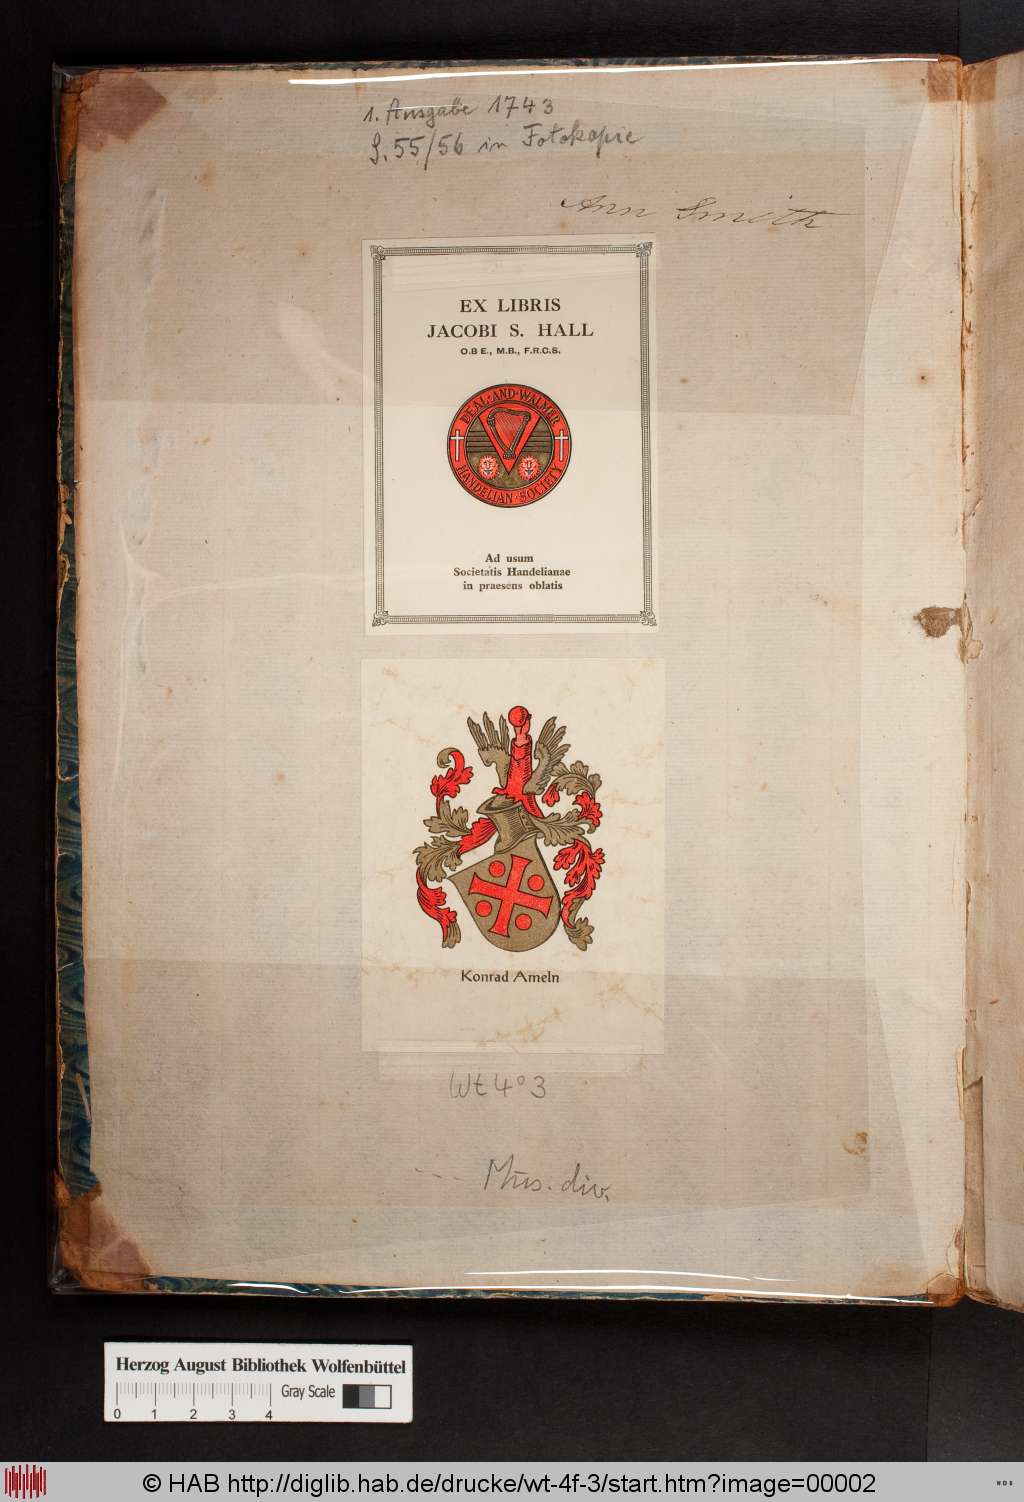 1. Ausgabe 1743
S. 55/56 in Fotokopie
Ann Smith
EX LIBRIS
JACOBI S. HALL
O.B E., M.B., F.R.C.S.
DEAL · AND · WALMER
HANDELIAN · SOCIETY
Ad usum
Societatis Handelianae
in praesens oblatis
Konrad Ameln
Wt 4° 3
Mus. div.
Herzog August Bibliothek Wolfenbüttel
Gray Scale
0 1 2 3 4
© HAB http://diglib.hab.de/drucke/wt-4f-3/start.htm?image=00002